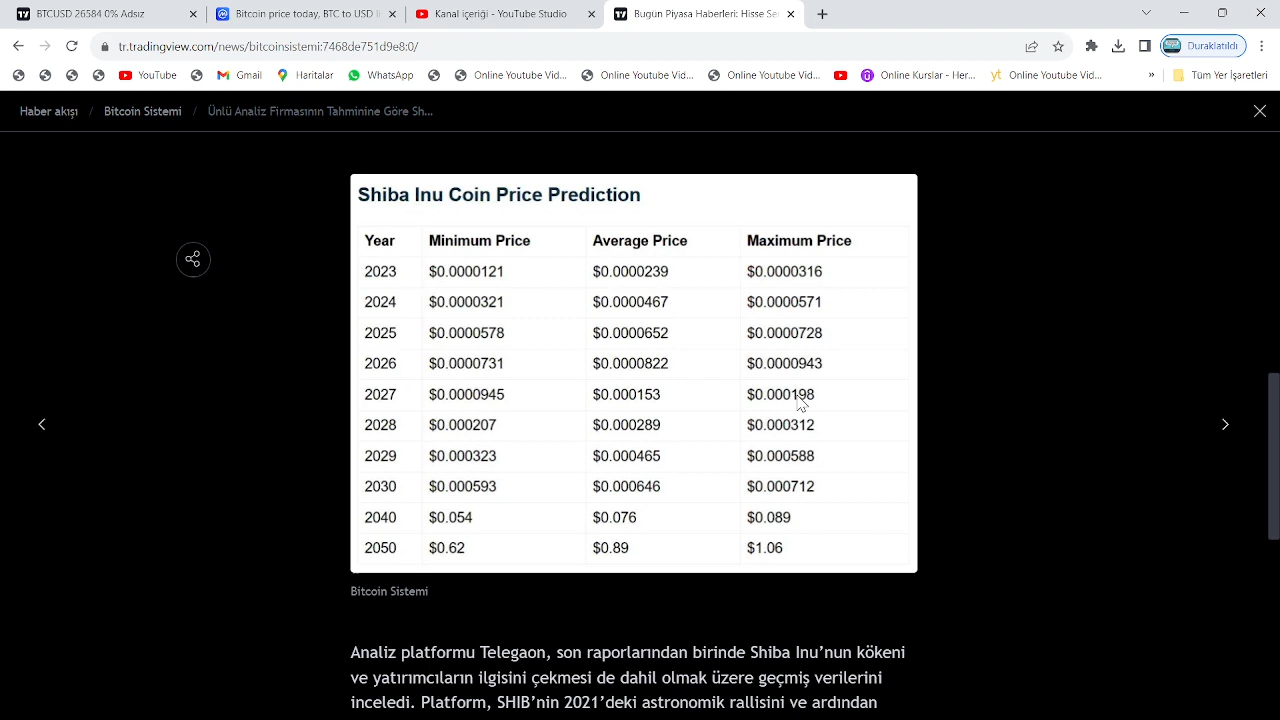 BTCUSD 26584 0.0% Adsız
Bitcoin price today, BTC to USD li
Kanal içeriği - YouTube Studio
Bugün Piyasa Haberleri: Hisse Se
tr.tradingview.com/news/bitcoinsistemi:7468de751d9e8:0/
Duraklatıldı
YouTube
Gmail
Haritalar
WhatsApp
Online Youtube Vid...
Online Youtube Vid...
Online Youtube Vid...
Online Kurslar - Her...
yt Online Youtube Vid...
»
Tüm Yer İşaretleri
Haber akışı / Bitcoin Sistemi / Ünlü Analiz Firmasının Tahminine Göre Sh...
Shiba Inu Coin Price Prediction
Year Minimum Price Average Price Maximum Price
2023 $0.0000121 $0.0000239 $0.0000316
2024 $0.0000321 $0.0000467 $0.0000571
2025 $0.0000578 $0.0000652 $0.0000728
2026 $0.0000731 $0.0000822 $0.0000943
2027 $0.0000945 $0.000153 $0.000198
2028 $0.000207 $0.000289 $0.000312
2029 $0.000323 $0.000465 $0.000588
2030 $0.000593 $0.000646 $0.000712
2040 $0.054 $0.076 $0.089
2050 $0.62 $0.89 $1.06
Bitcoin Sistemi
Analiz platformu Telegaon, son raporlarından birinde Shiba Inu’nun kökeni
ve yatırımcıların ilgisini çekmesi de dahil olmak üzere geçmiş verilerini
inceledi. Platform, SHIB’nin 2021’deki astronomik rallisini ve ardından